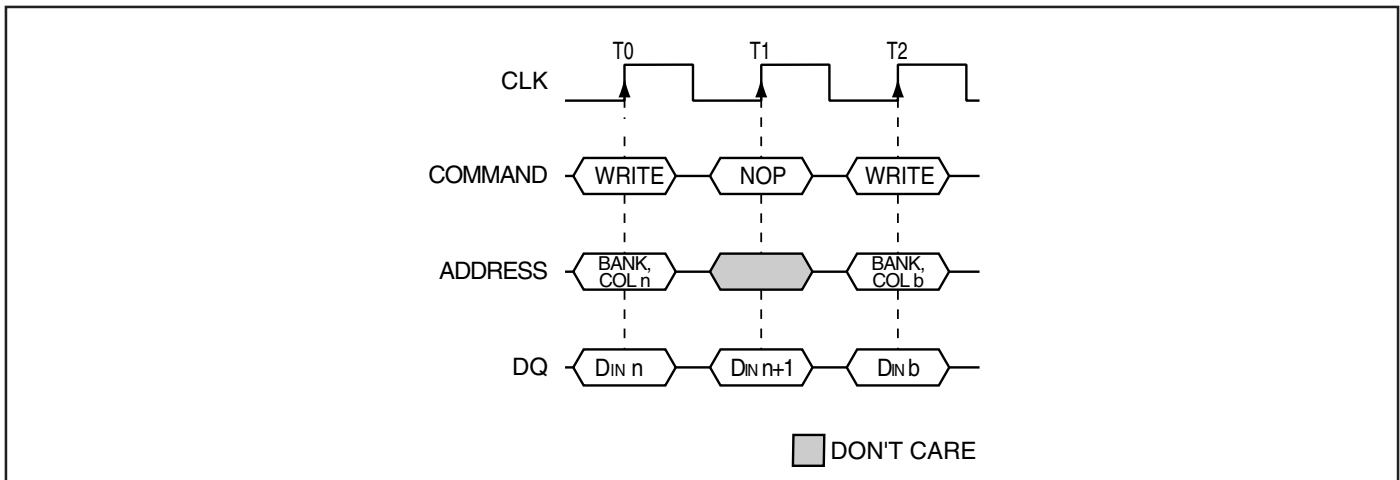 T0 T1 T2
CLK
COMMAND WRITE NOP WRITE
ADDRESS BANK, COL n BANK, COL b
DQ DIN n DIN n+1 DIN b
DON'T CARE